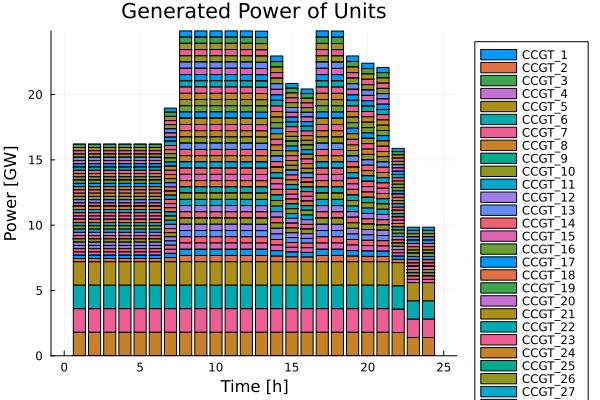 Generated Power of Units
Power [GW]
20
15
10
5
0
0 5 10 15 20 25
Time [h]
CCGT_1
CCGT_2
CCGT_3
CCGT_4
CCGT_5
CCGT_6
CCGT_7
CCGT_8
CCGT_9
CCGT_10
CCGT_11
CCGT_12
CCGT_13
CCGT_14
CCGT_15
CCGT_16
CCGT_17
CCGT_18
CCGT_19
CCGT_20
CCGT_21
CCGT_22
CCGT_23
CCGT_24
CCGT_25
CCGT_26
CCGT_27